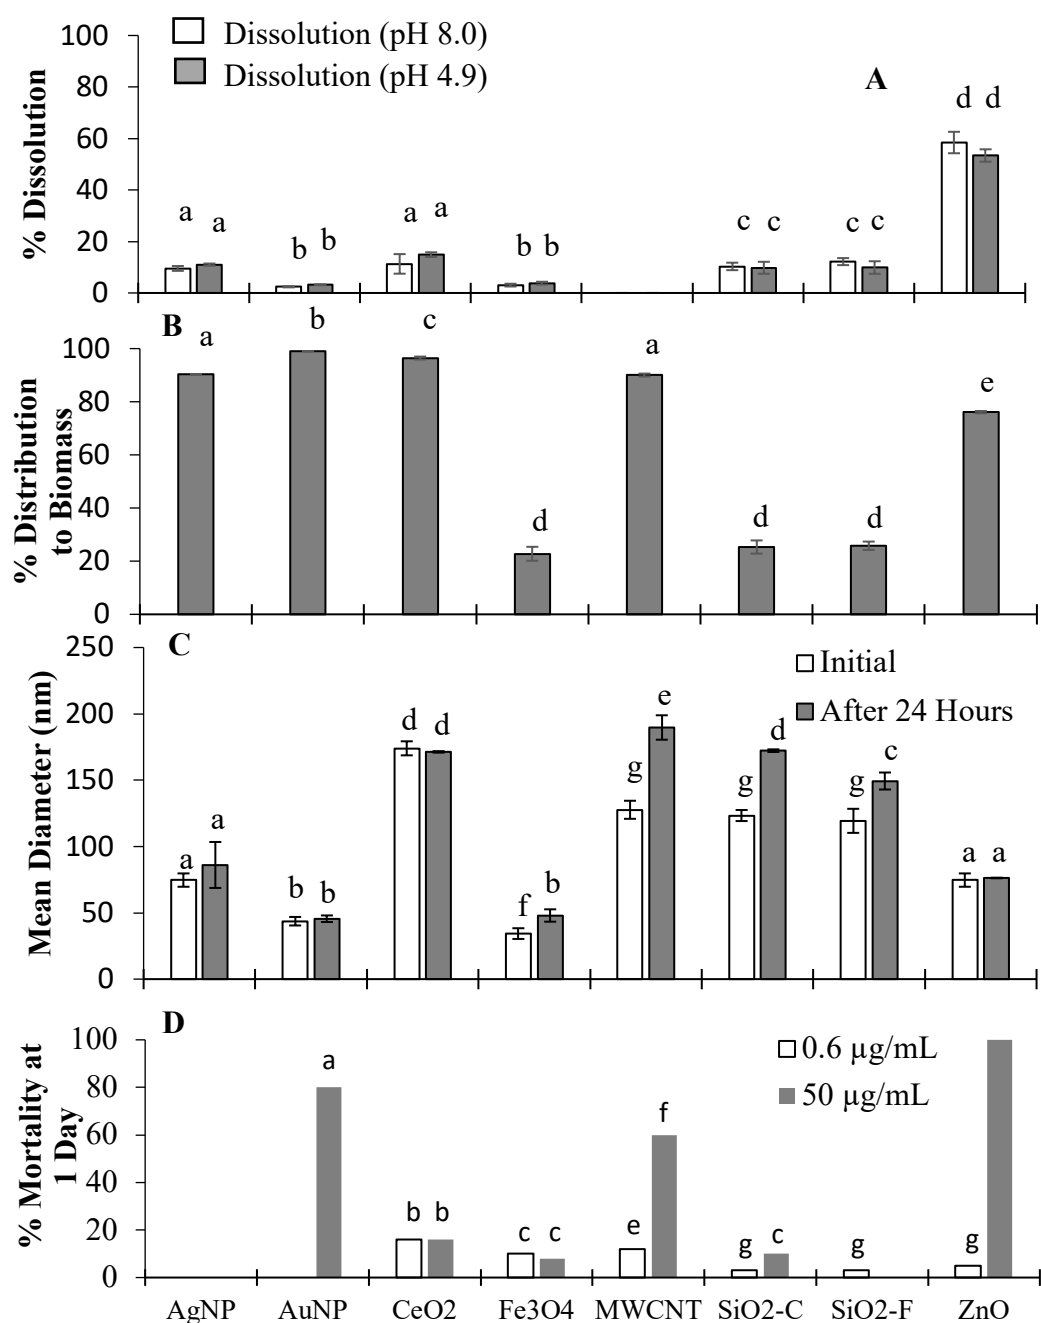 100
80
60
40
20
0
% Dissolution
Dissolution (pH 8.0)
Dissolution (pH 4.9)
A
a a b b a a b b c c c c d d
B
100
80
60
40
20
0
% Distribution
to Biomass
a b c d a d d e
C
250
200
150
100
50
0
Mean Diameter (nm)
Initial
After 24 Hours
a a b b d d f b g e g d g c a a
D
100
80
60
40
20
0
% Mortality at
1 Day
0.6 µg/mL
50 µg/mL
a b b c c e f g c g g
AgNP AuNP CeO2 Fe3O4 MWCNT SiO2-C SiO2-F ZnO